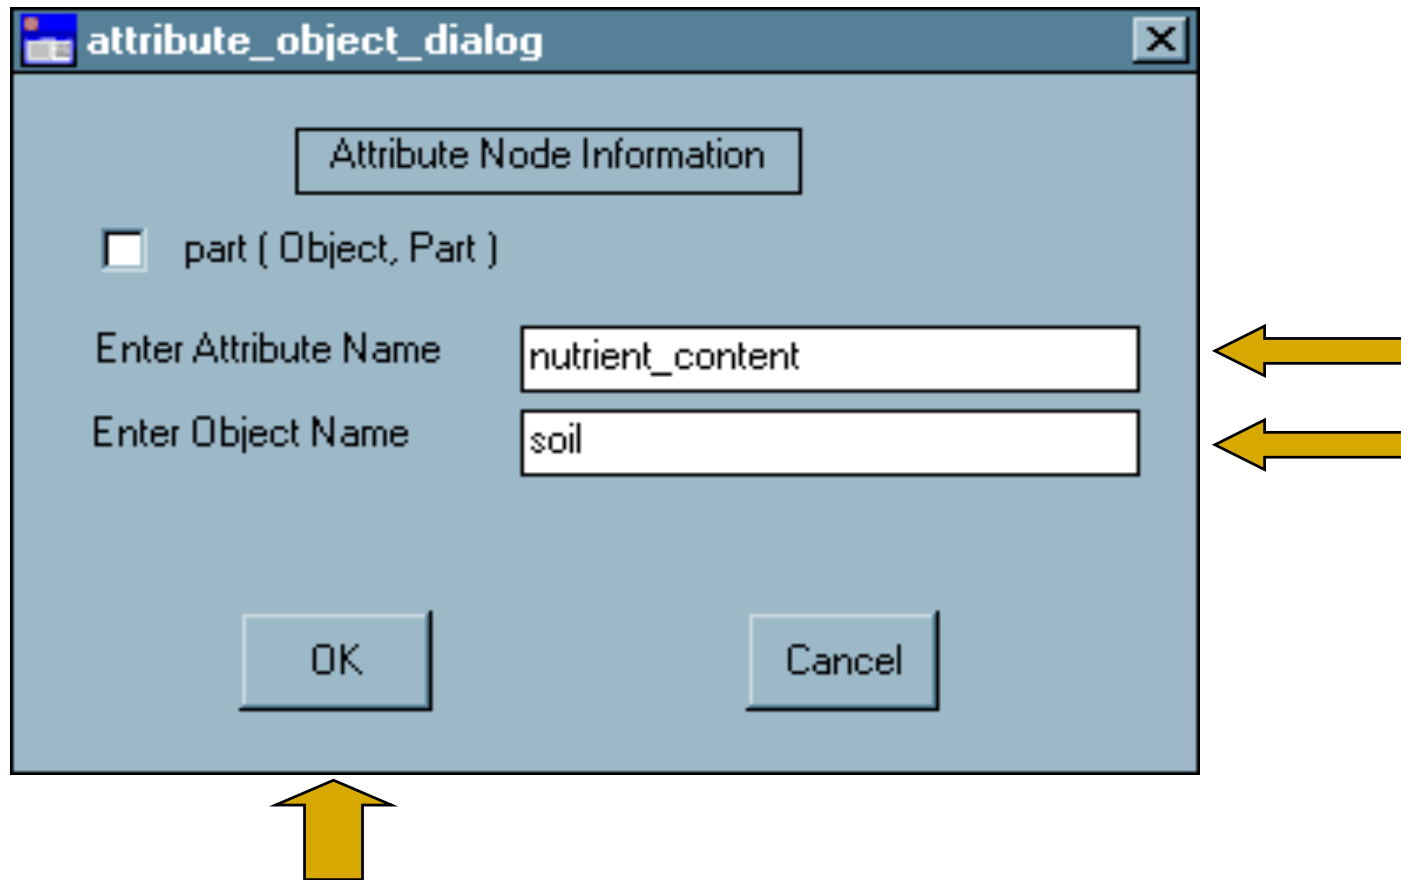 attribute_object_dialog
Attribute Node Information
part ( Object, Part )
Enter Attribute Name nutrient_content
Enter Object Name soil
OK Cancel